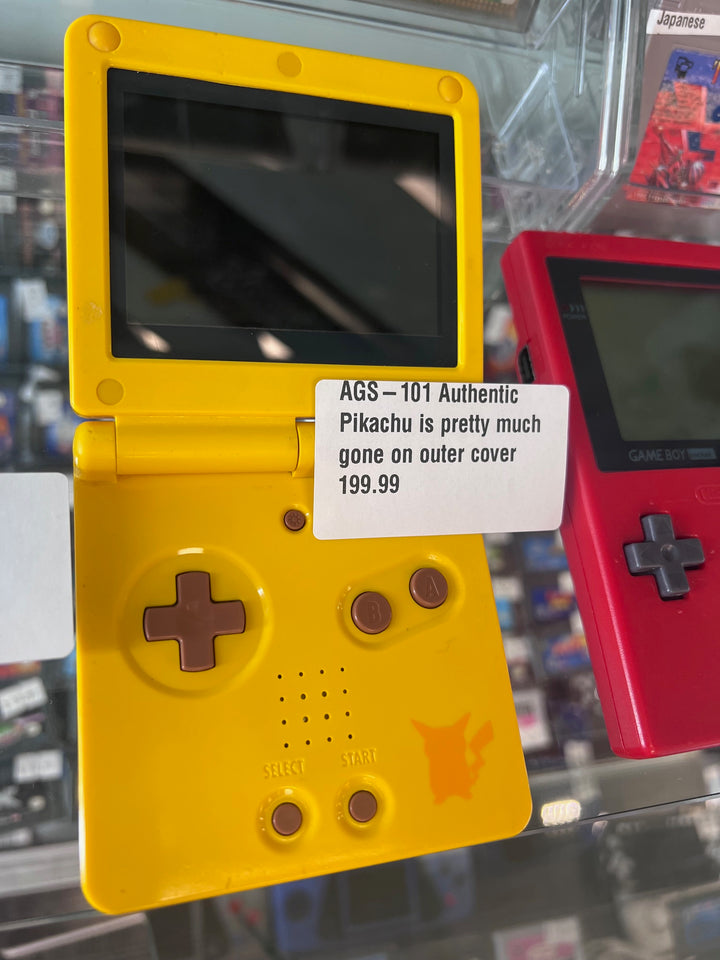 Japanese
AGS-101 Authentic
Pikachu is pretty much
gone on outer cover
199.99
GAME BOY
B
A
SELECT
START